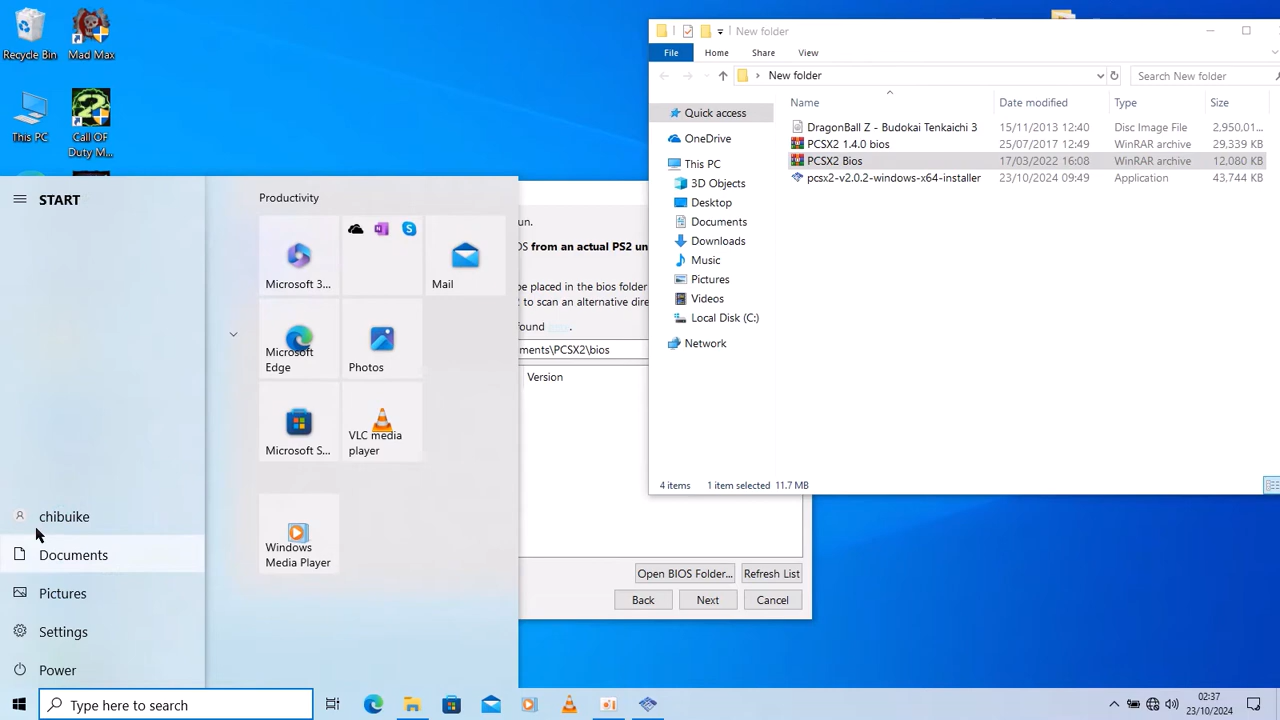 Recycle Bin
Mad Max
This PC
Call OF
Duty M...
START
Productivity
Microsoft 3...
Mail
Microsoft
Edge
Photos
Microsoft S...
VLC media
player
Windows
Media Player
chibuike
Documents
Pictures
Settings
Power
un.
OS from an actual PS2 un
be placed in the bios folder
2 to scan an alternative dire
found
ments\PCSX2\bios
Version
Open BIOS Folder...
Refresh List
Back
Next
Cancel
New folder
File
Home
Share
View
New folder
Search New folder
Name
Date modified
Type
Size
Quick access
OneDrive
This PC
3D Objects
Desktop
Documents
Downloads
Music
Pictures
Videos
Local Disk (C:)
Network
DragonBall Z - Budokai Tenkaichi 3
15/11/2013 12:40
Disc Image File
2,950,01...
PCSX2 1.4.0 bios
25/07/2017 12:49
WinRAR archive
29,339 KB
PCSX2 Bios
17/03/2022 16:08
WinRAR archive
12,080 KB
pcsx2-v2.0.2-windows-x64-installer
23/10/2024 09:49
Application
43,744 KB
4 items
1 item selected 11.7 MB
Type here to search
02:37
23/10/2024